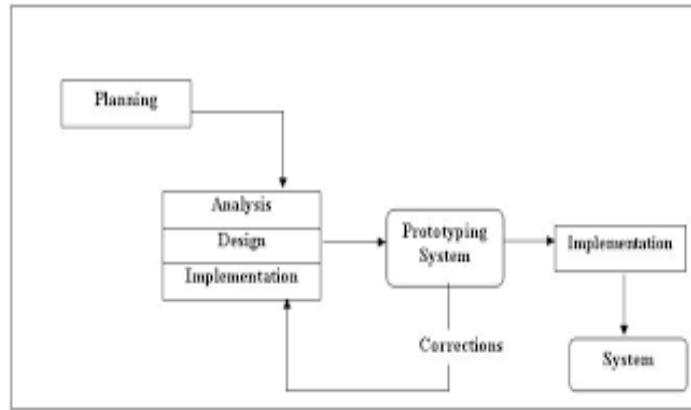 Planning
Analysis
Design
Implementation
Prototyping
System
Implementation
Corrections
System